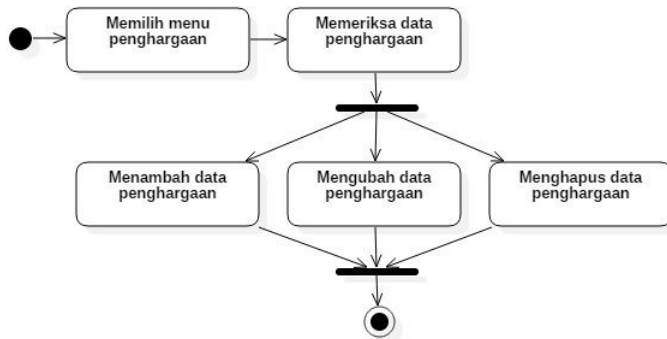 Memilih menu
penghargaan
Memeriksa data
penghargaan
Menambah data
penghargaan
Mengubah data
penghargaan
Menghapus data
penghargaan